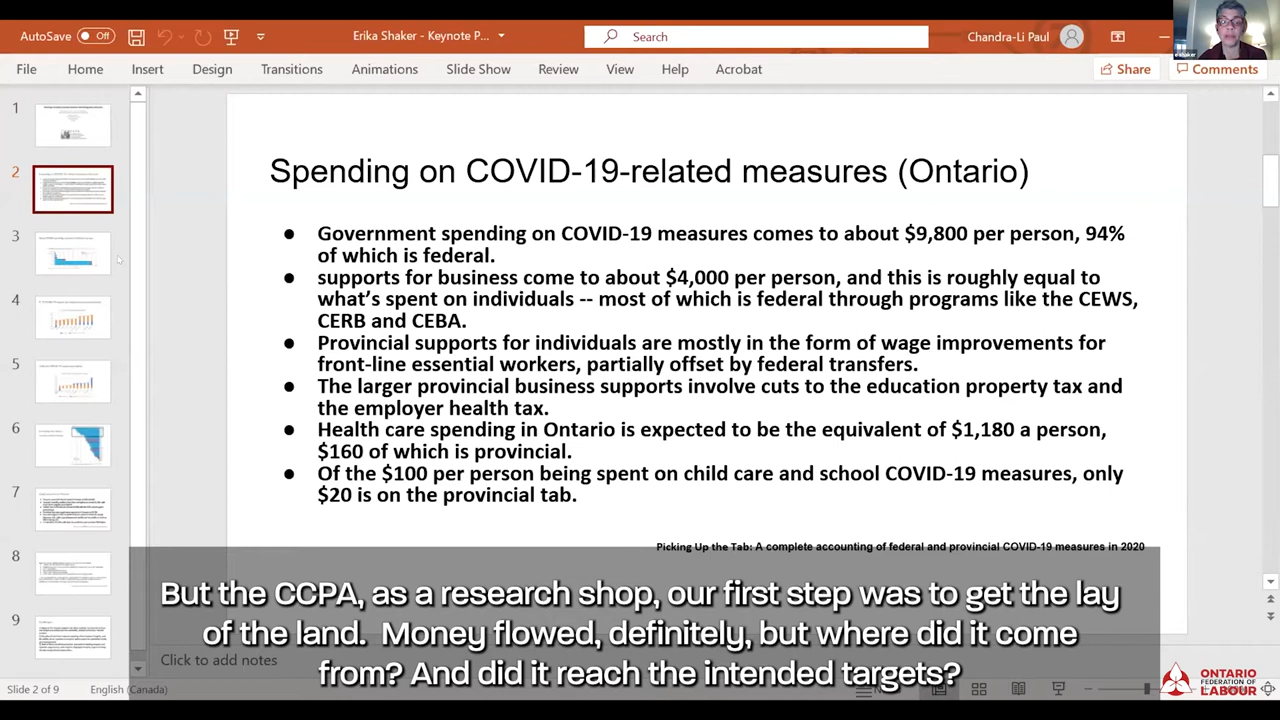 AutoSave
Off
Erika Shaker - Keynote P...
Search
Chandra-Li Paul
File
Home
Insert
Design
Transitions
Animations
Slide Show
Review
View
Help
Acrobat
Share
Comments
1
2
3
4
5
6
7
8
9
Spending on COVID-19-related measures (Ontario)
● Government spending on COVID-19 measures comes to about $9,800 per person, 94%
of which is federal.
● supports for business come to about $4,000 per person, and this is roughly equal to
what's spent on individuals -- most of which is federal through programs like the CEWS,
CERB and CEBA.
● Provincial supports for individuals are mostly in the form of wage improvements for
front-line essential workers, partially offset by federal transfers.
● The larger provincial business supports involve cuts to the education property tax and
the employer health tax.
● Health care spending in Ontario is expected to be the equivalent of $1,180 a person,
$160 of which is provincial.
● Of the $100 per person being spent on child care and school COVID-19 measures, only
$20 is on the provincial tab.
Picking Up the Tab: A complete accounting of federal and provincial COVID-19 measures in 2020
But the CCPA, as a research shop, our first step was to get the lay
of the land. Money flowed, definitely, but where did it come
from? And did it reach the intended targets?
Click to add notes
Slide 2 of 9
English (Canada)
ONTARIO
FEDERATION OF
LABOUR